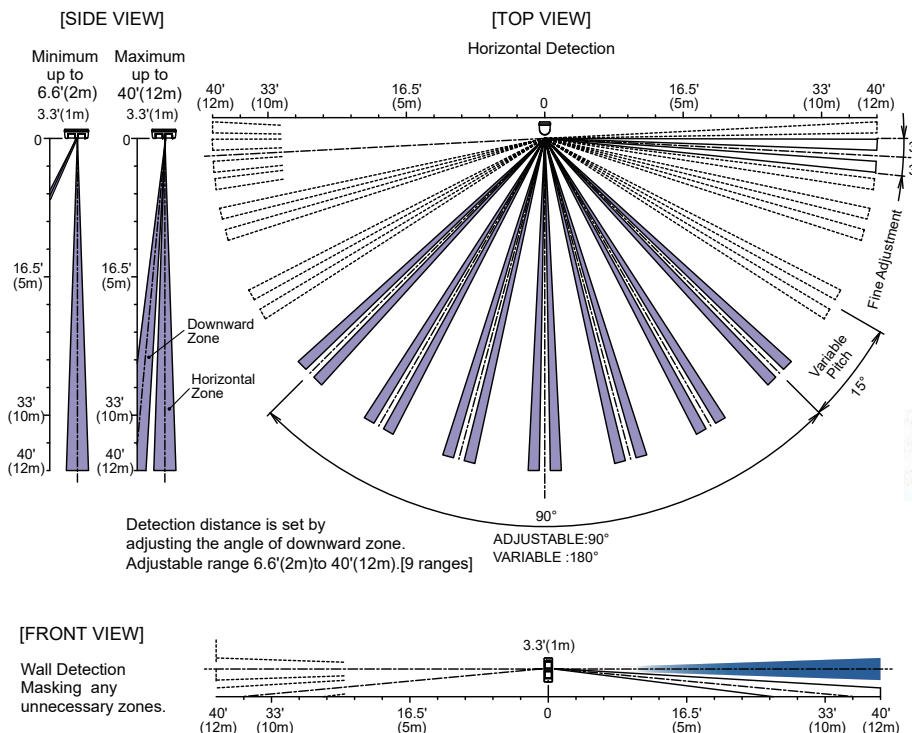 [SIDE VIEW]
[TOP VIEW]
Horizontal Detection
Minimum
up to
6.6'(2m)
3.3'(1m)
Maximum
up to
40'(12m)
3.3'(1m)
40'
(12m)
33'
(10m)
16.5'
(5m)
0
16.5'
(5m)
33'
(10m)
40'
(12m)
0
0
16.5'
(5m)
16.5'
(5m)
Downward
Zone
Horizontal
Zone
33'
(10m)
33'
(10m)
40'
(12m)
40'
(12m)
Fine Adjustment
Variable
Pitch
15°
90°
ADJUSTABLE:90°
VARIABLE :180°
Detection distance is set by
adjusting the angle of downward zone.
Adjustable range 6.6'(2m)to 40'(12m).[9 ranges]
[FRONT VIEW]
Wall Detection
Masking any
unnecessary zones.
3.3'(1m)
40'
(12m)
33'
(10m)
16.5'
(5m)
0
16.5'
(5m)
33'
(10m)
40'
(12m)